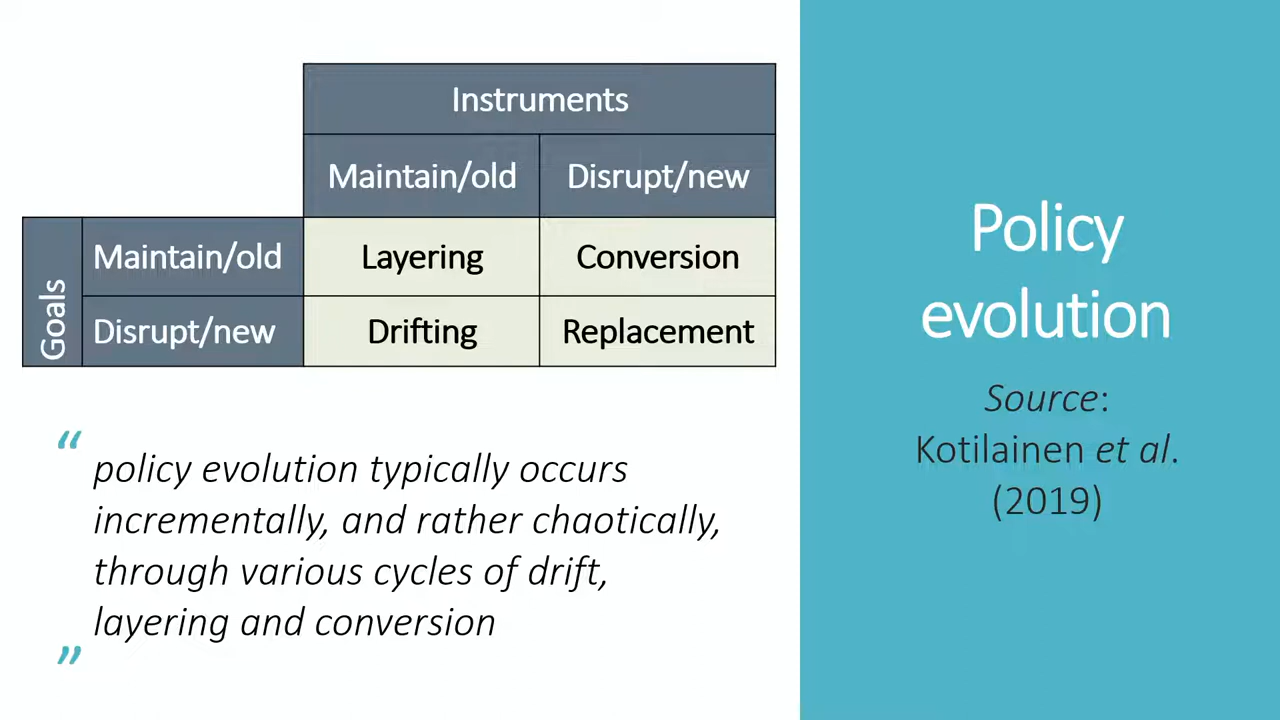 Instruments
Maintain/old Disrupt/new
Goals
Maintain/old Layering Conversion
Disrupt/new Drifting Replacement
“
policy evolution typically occurs
incrementally, and rather chaotically,
through various cycles of drift,
layering and conversion
”
Policy
evolution
Source:
Kotilainen et al.
(2019)